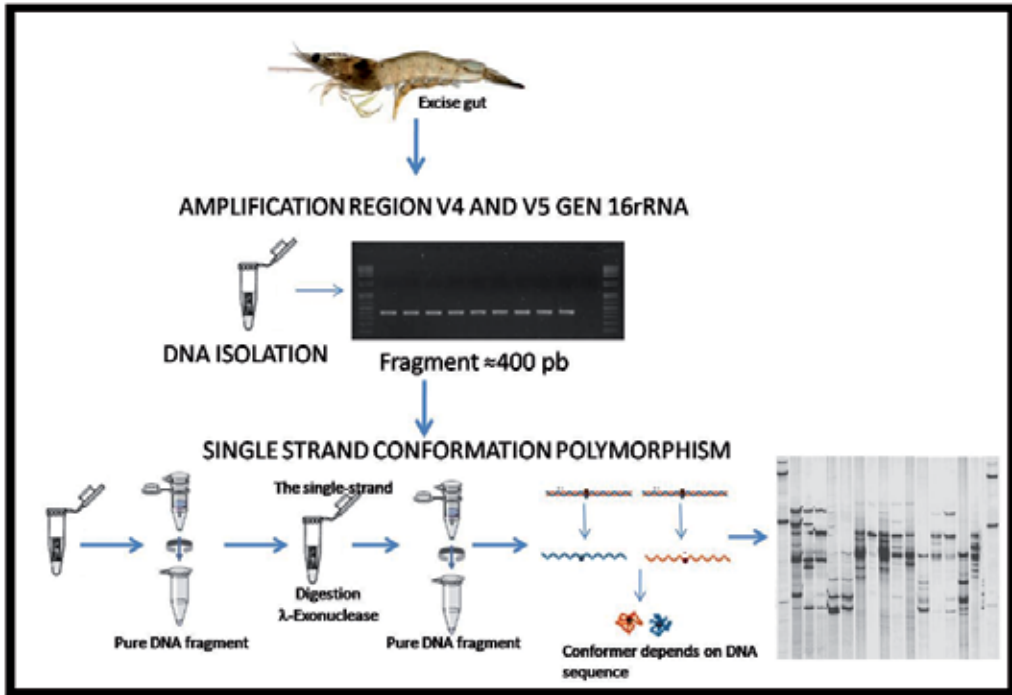 Excise gut
AMPLIFICATION REGION V4 AND V5 GEN 16rRNA
DNA ISOLATION
Fragment ≈400 pb
SINGLE STRAND CONFORMATION POLYMORPHISM
The single-strand
Digestion
λ-Exonuclease
Pure DNA fragment
Pure DNA fragment
Conformer depends on DNA
sequence